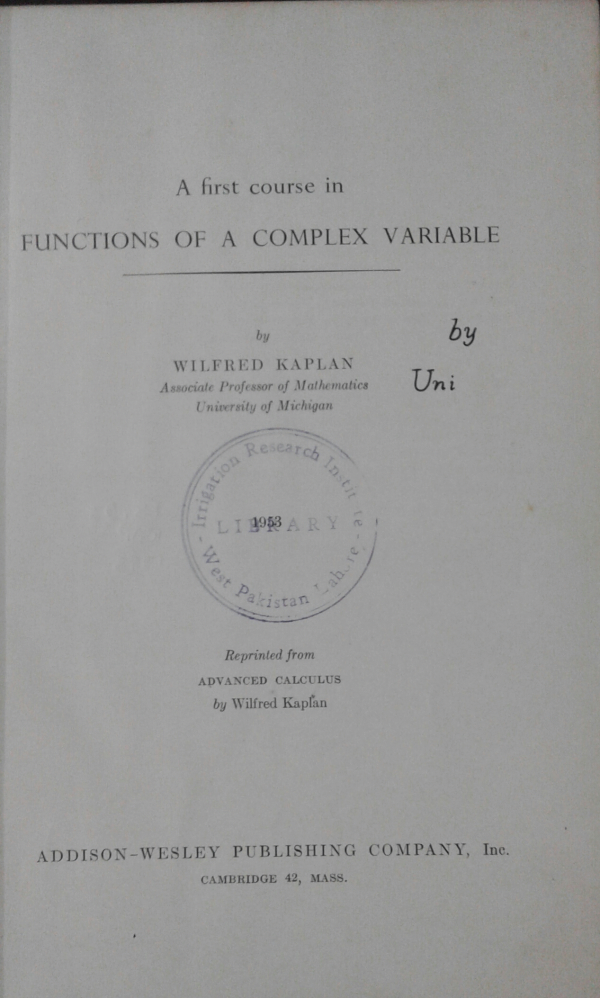 A first course in
FUNCTIONS OF A COMPLEX VARIABLE
by
WILFRED KAPLAN
Associate Professor of Mathematics
University of Michigan
by
Uni
Irrigation Research Institute
LIBRARY
1953
West Pakistan Lahore
Reprinted from
ADVANCED CALCULUS
by Wilfred Kaplan
ADDISON-WESLEY PUBLISHING COMPANY, Inc.
CAMBRIDGE 42, MASS.